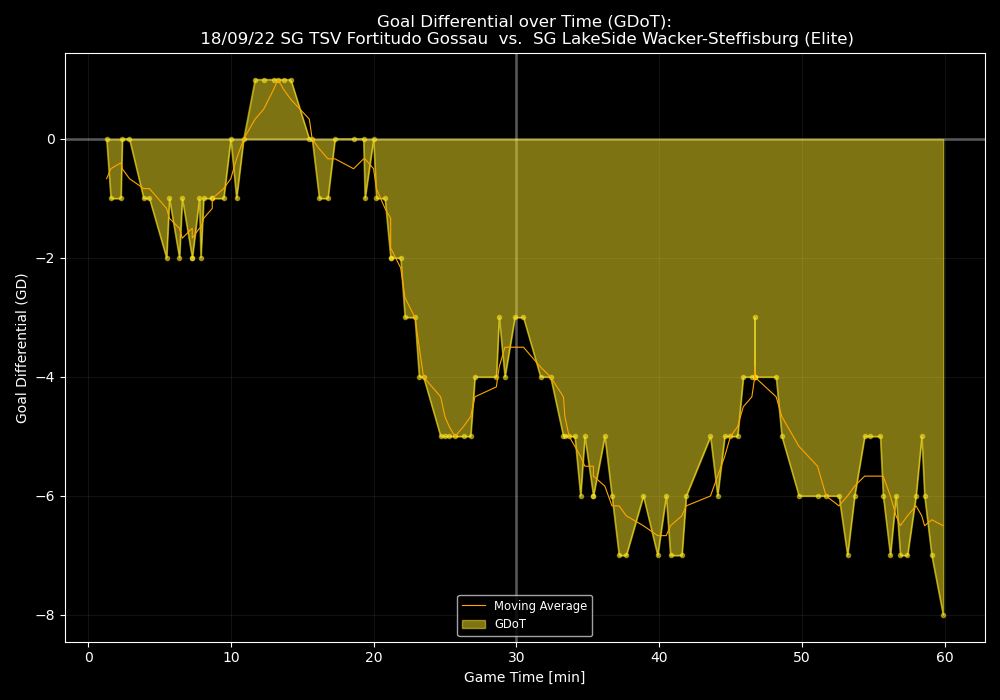 Goal Differential over Time (GDoT):
18/09/22 SG TSV Fortitudo Gossau  vs.  SG LakeSide Wacker-Steffisburg (Elite)
Goal Differential (GD)
0
−2
−4
−6
−8
Moving Average
GDoT
0 10 20 30 40 50 60
Game Time [min]